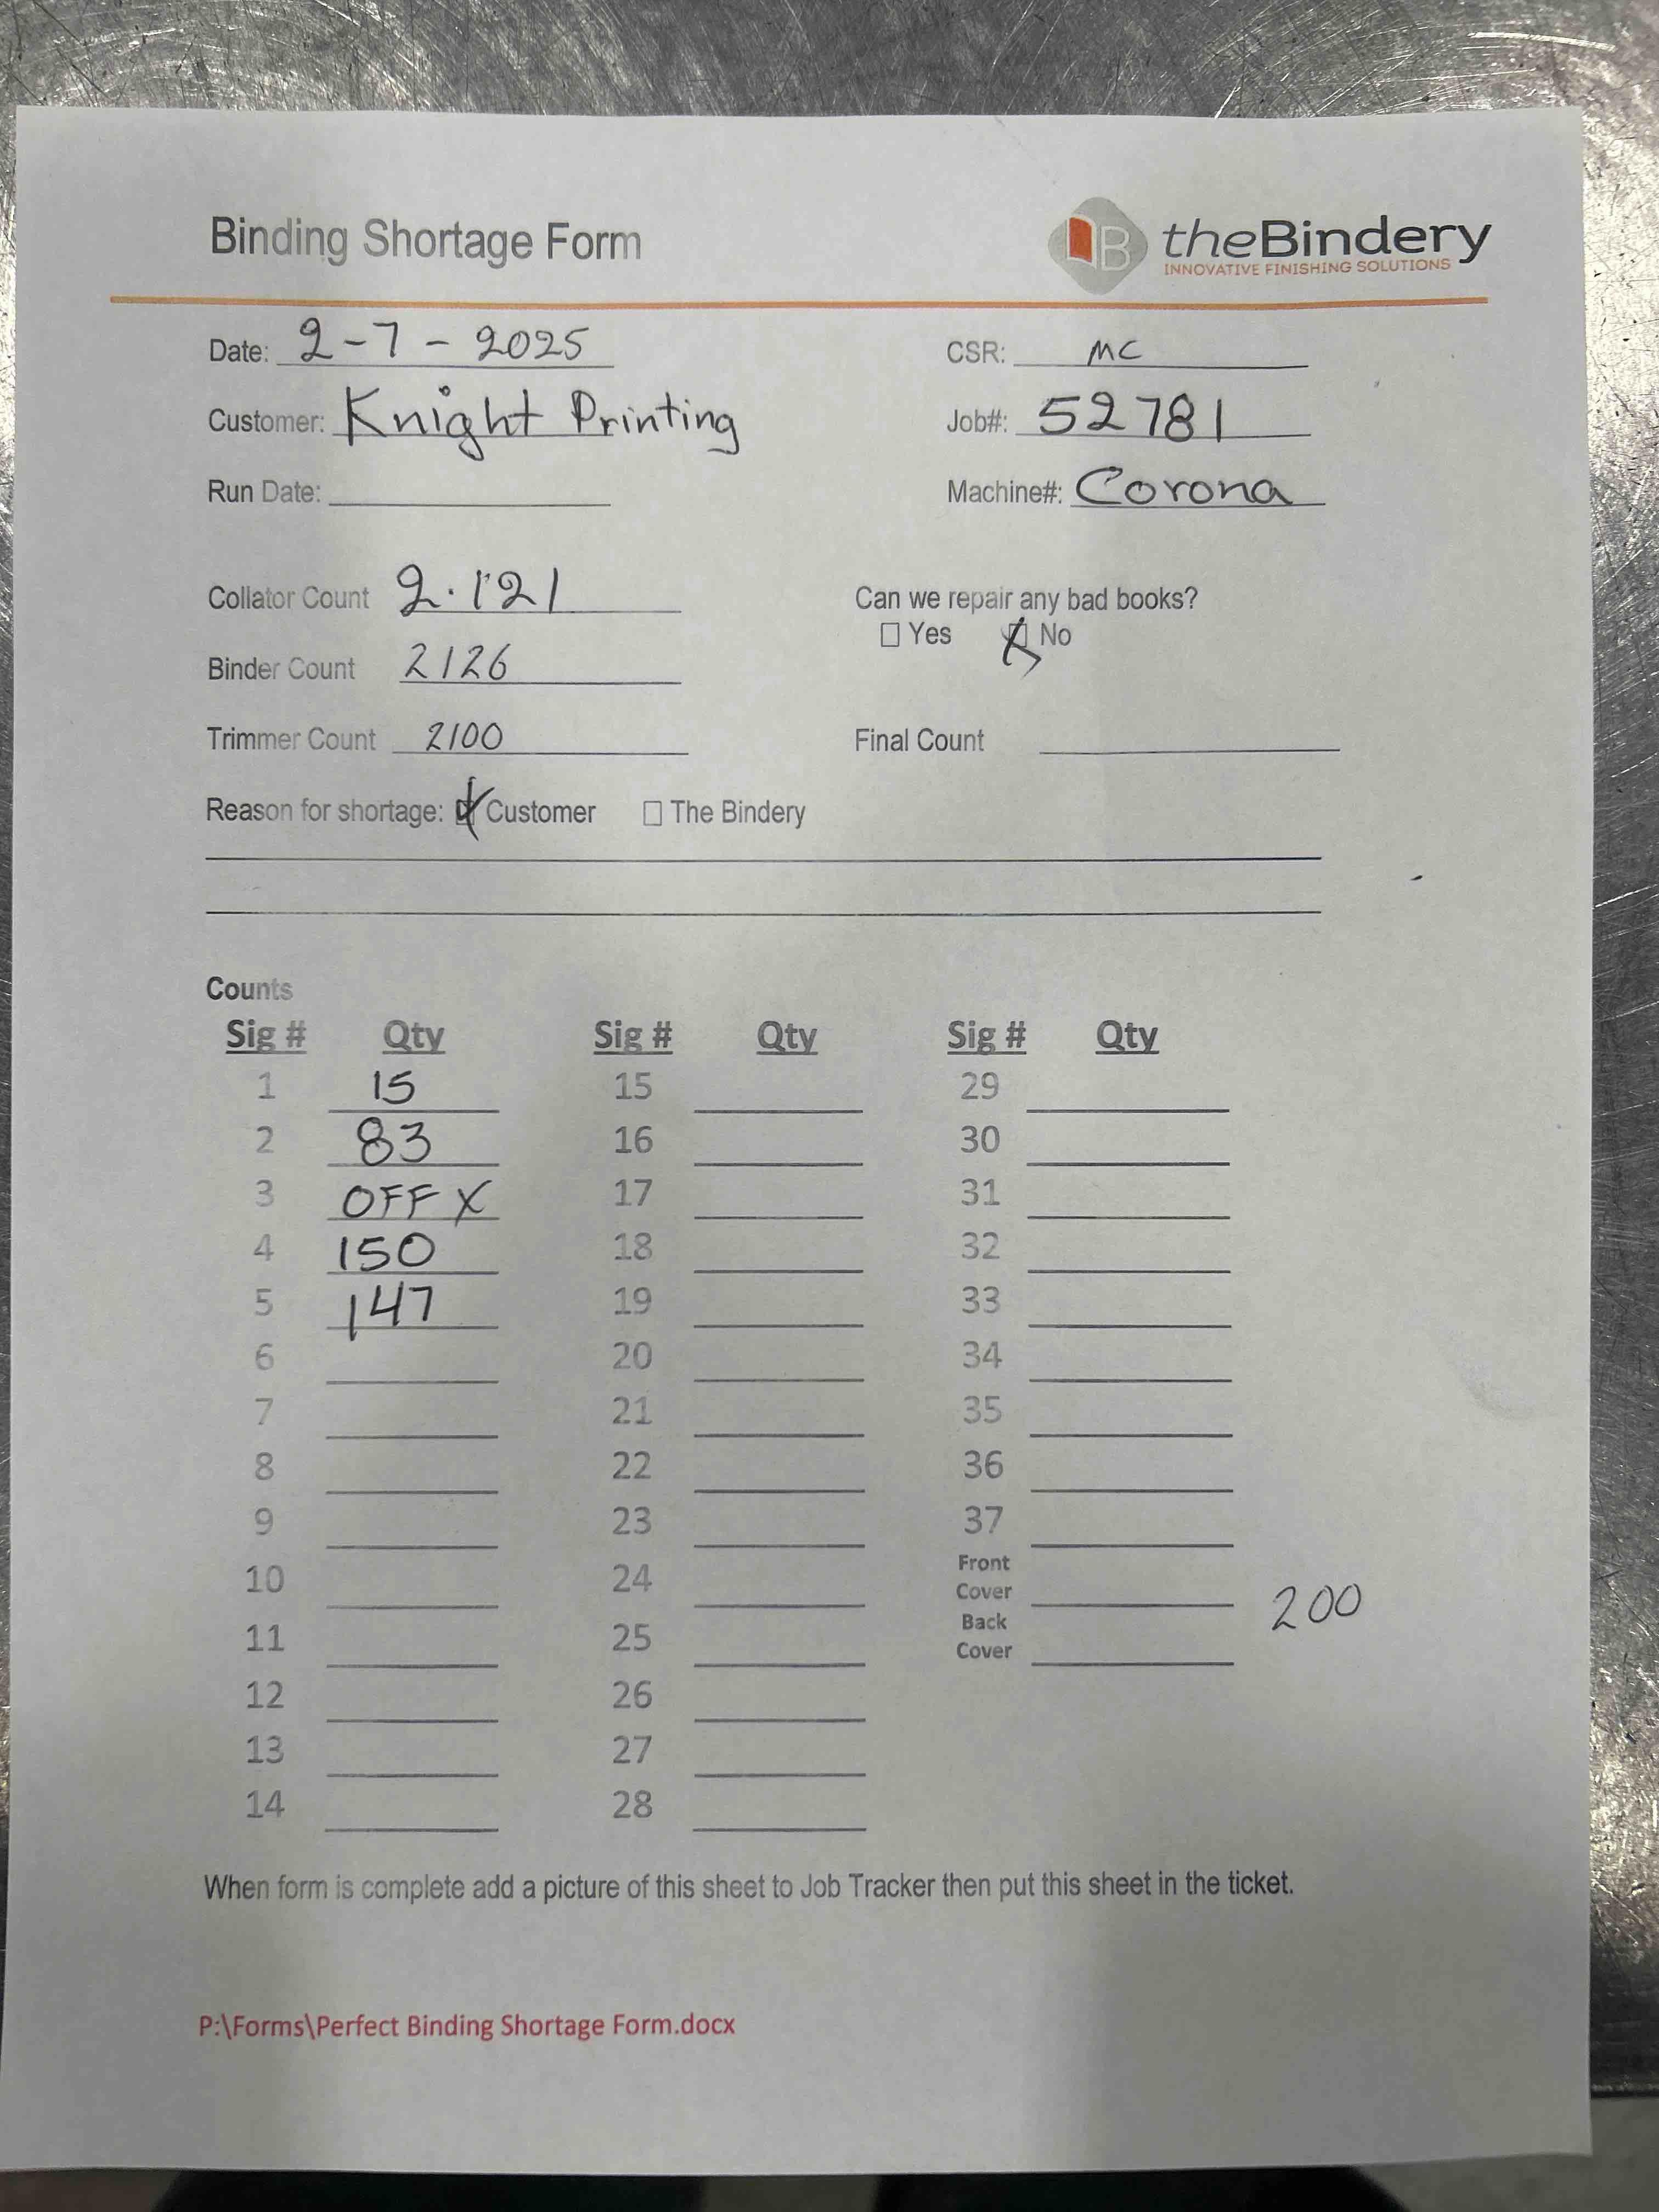 Binding Shortage Form
B theBindery
INNOVATIVE FINISHING SOLUTIONS
Date: 2-7-2025 CSR: MC
Customer: Knight Printing Job#: 52781
Run Date: Machine#: Corona
Collator Count 2.121 Can we repair any bad books?
☐ Yes ☒ No
Binder Count 2126
Trimmer Count 2100 Final Count
Reason for shortage: ☒ Customer ☐ The Bindery
Counts
Sig # Qty Sig # Qty Sig # Qty
1 15 15 29
2 83 16 30
3 OFF X 17 31
4 150 18 32
5 147 19 33
6 20 34
7 21 35
8 22 36
9 23 37
10 24 Front Cover 200
11 25 Back Cover
12 26
13 27
14 28
When form is complete add a picture of this sheet to Job Tracker then put this sheet in the ticket.
P:\Forms\Perfect Binding Shortage Form.docx